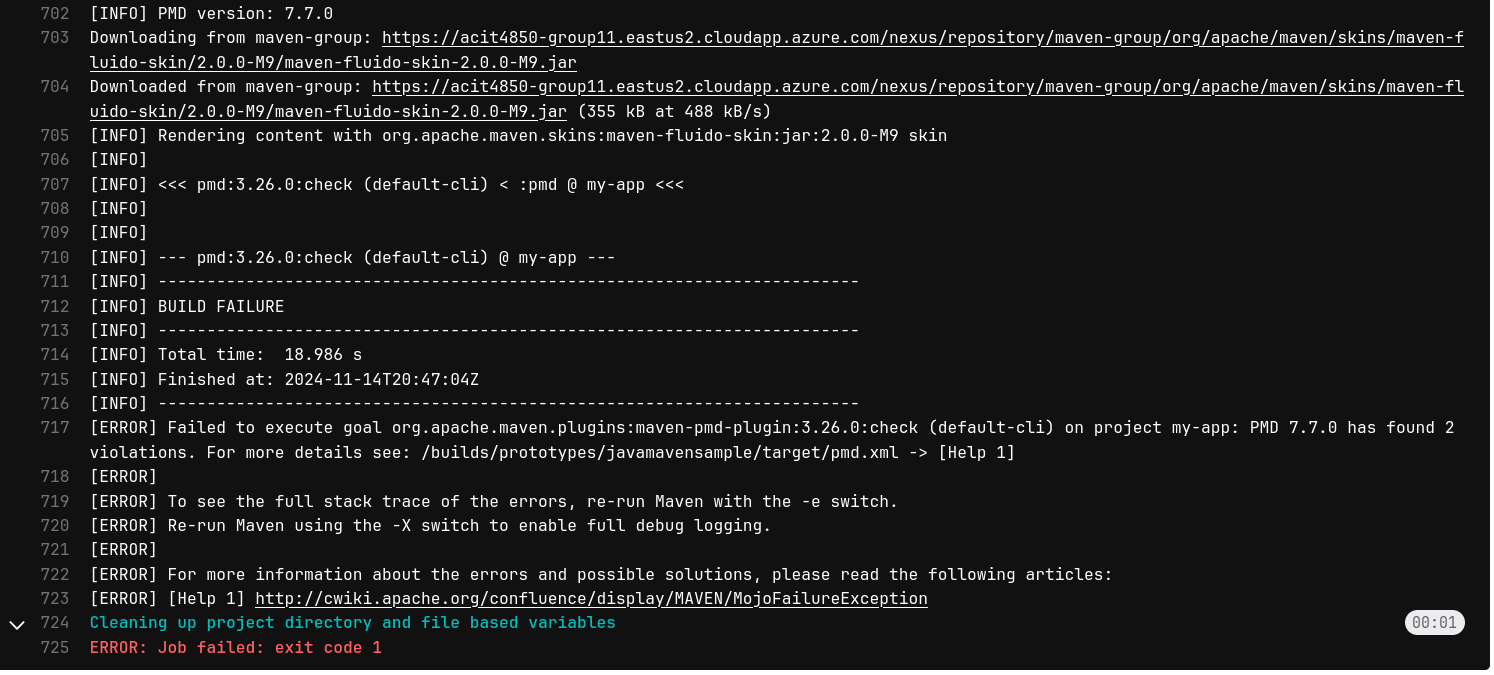 702 [INFO] PMD version: 7.7.0
703 Downloading from maven-group: https://acit4850-group11.eastus2.cloudapp.azure.com/nexus/repository/maven-group/org/apache/maven/skins/maven-f
luido-skin/2.0.0-M9/maven-fluido-skin-2.0.0-M9.jar
704 Downloaded from maven-group: https://acit4850-group11.eastus2.cloudapp.azure.com/nexus/repository/maven-group/org/apache/maven/skins/maven-fl
uido-skin/2.0.0-M9/maven-fluido-skin-2.0.0-M9.jar (355 kB at 488 kB/s)
705 [INFO] Rendering content with org.apache.maven.skins:maven-fluido-skin:jar:2.0.0-M9 skin
706 [INFO]
707 [INFO] <<< pmd:3.26.0:check (default-cli) < :pmd @ my-app <<<
708 [INFO]
709 [INFO]
710 [INFO] --- pmd:3.26.0:check (default-cli) @ my-app ---
711 [INFO] ------------------------------------------------------------------------
712 [INFO] BUILD FAILURE
713 [INFO] ------------------------------------------------------------------------
714 [INFO] Total time:  18.986 s
715 [INFO] Finished at: 2024-11-14T20:47:04Z
716 [INFO] ------------------------------------------------------------------------
717 [ERROR] Failed to execute goal org.apache.maven.plugins:maven-pmd-plugin:3.26.0:check (default-cli) on project my-app: PMD 7.7.0 has found 2
violations. For more details see: /builds/prototypes/javamavensample/target/pmd.xml -> [Help 1]
718 [ERROR]
719 [ERROR] To see the full stack trace of the errors, re-run Maven with the -e switch.
720 [ERROR] Re-run Maven using the -X switch to enable full debug logging.
721 [ERROR]
722 [ERROR] For more information about the errors and possible solutions, please read the following articles:
723 [ERROR] [Help 1] http://cwiki.apache.org/confluence/display/MAVEN/MojoFailureException
724 Cleaning up project directory and file based variables 00:01
725 ERROR: Job failed: exit code 1